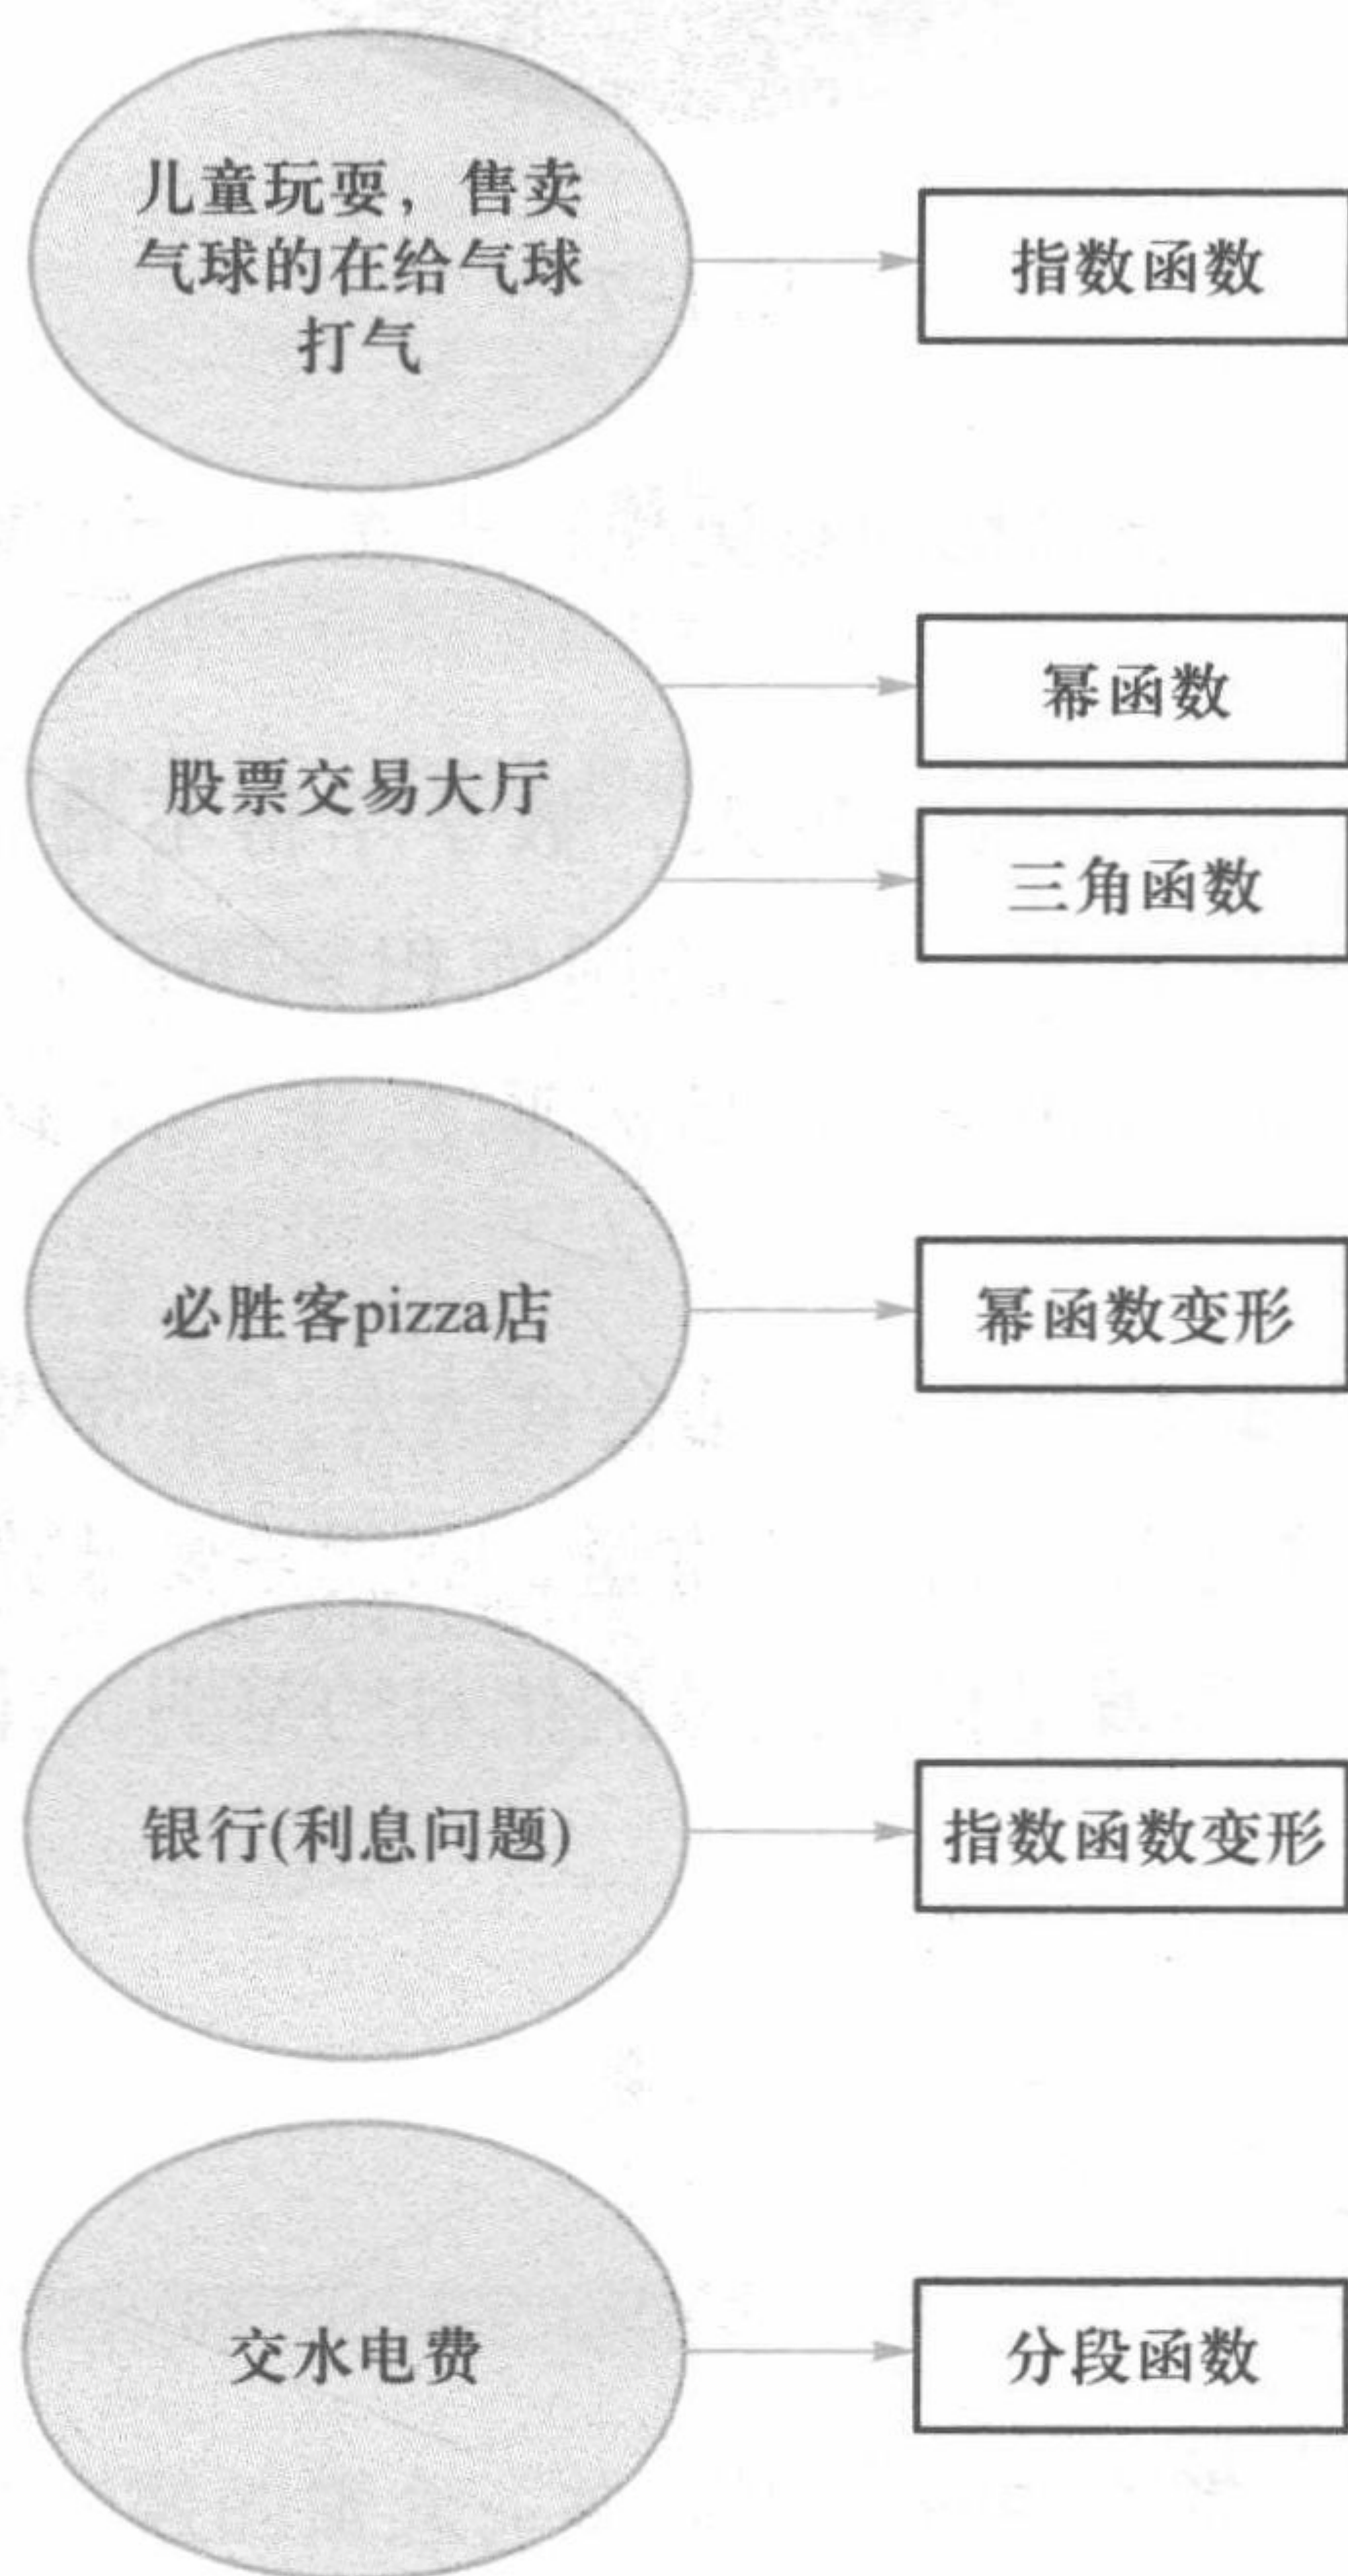 儿童玩耍，售卖
气球的在给气球
打气
指数函数
股票交易大厅
幂函数
三角函数
必胜客pizza店
幂函数变形
银行(利息问题)
指数函数变形
交水电费
分段函数